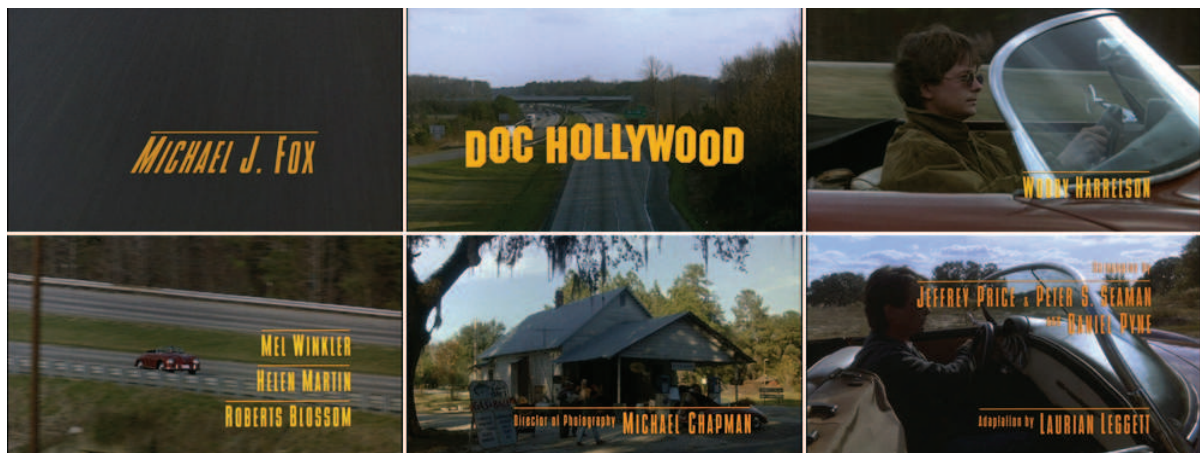 MICHAEL J. FOX
DOC HOLLYWOOD
WOODY HARRELSON
MEL WINKLER
HELEN MARTIN
ROBERTS BLOSSOM
Director of Photography MICHAEL CHAPMAN
JEFFREY PRICE & PETER S. SEAMAN
AND DANIEL PYNE
Adaptation by LAURIAN LEGGETT